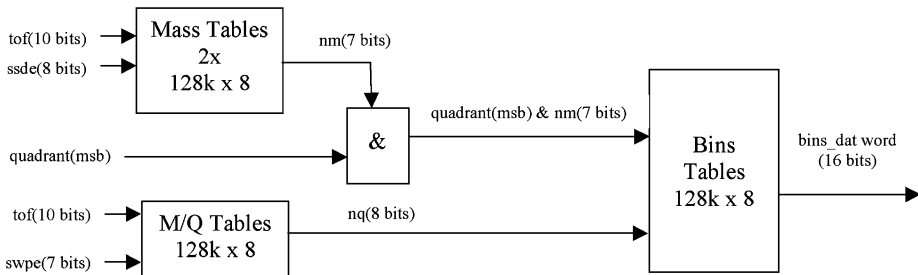 tof(10 bits)
ssde(8 bits)
Mass Tables
2x
128k x 8
nm(7 bits)
quadrant(msb)
&
quadrant(msb) & nm(7 bits)
tof(10 bits)
swpe(7 bits)
M/Q Tables
128k x 8
nq(8 bits)
Bins
Tables
128k x 8
bins_dat word
(16 bits)